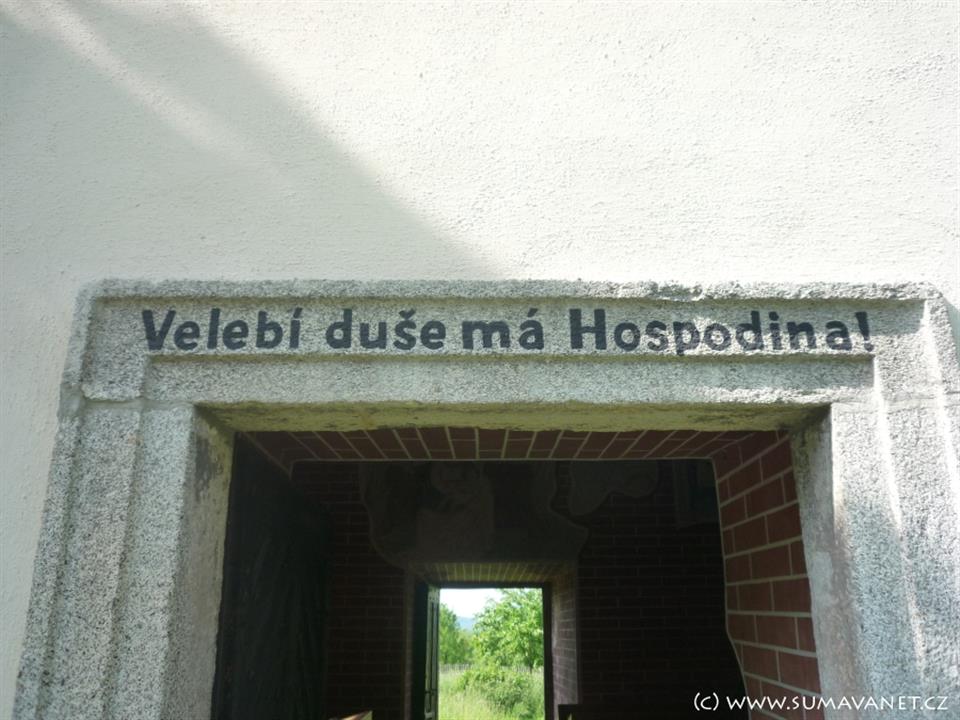 Velebí duše má Hospodina!
(C) WWW.SUMAVANET.CZ